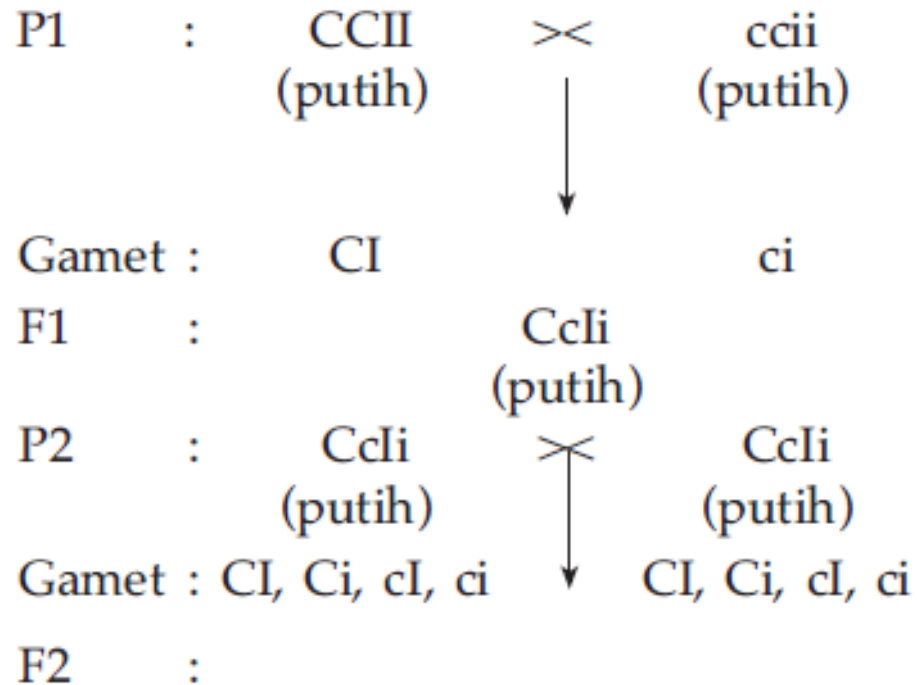 P1 : CCII >< ccii
(putih) (putih)
Gamet : CI ci
F1 : CcIi
(putih)
P2 : CcIi >< CcIi
(putih) (putih)
Gamet : CI, Ci, cI, ci CI, Ci, cI, ci
F2 :